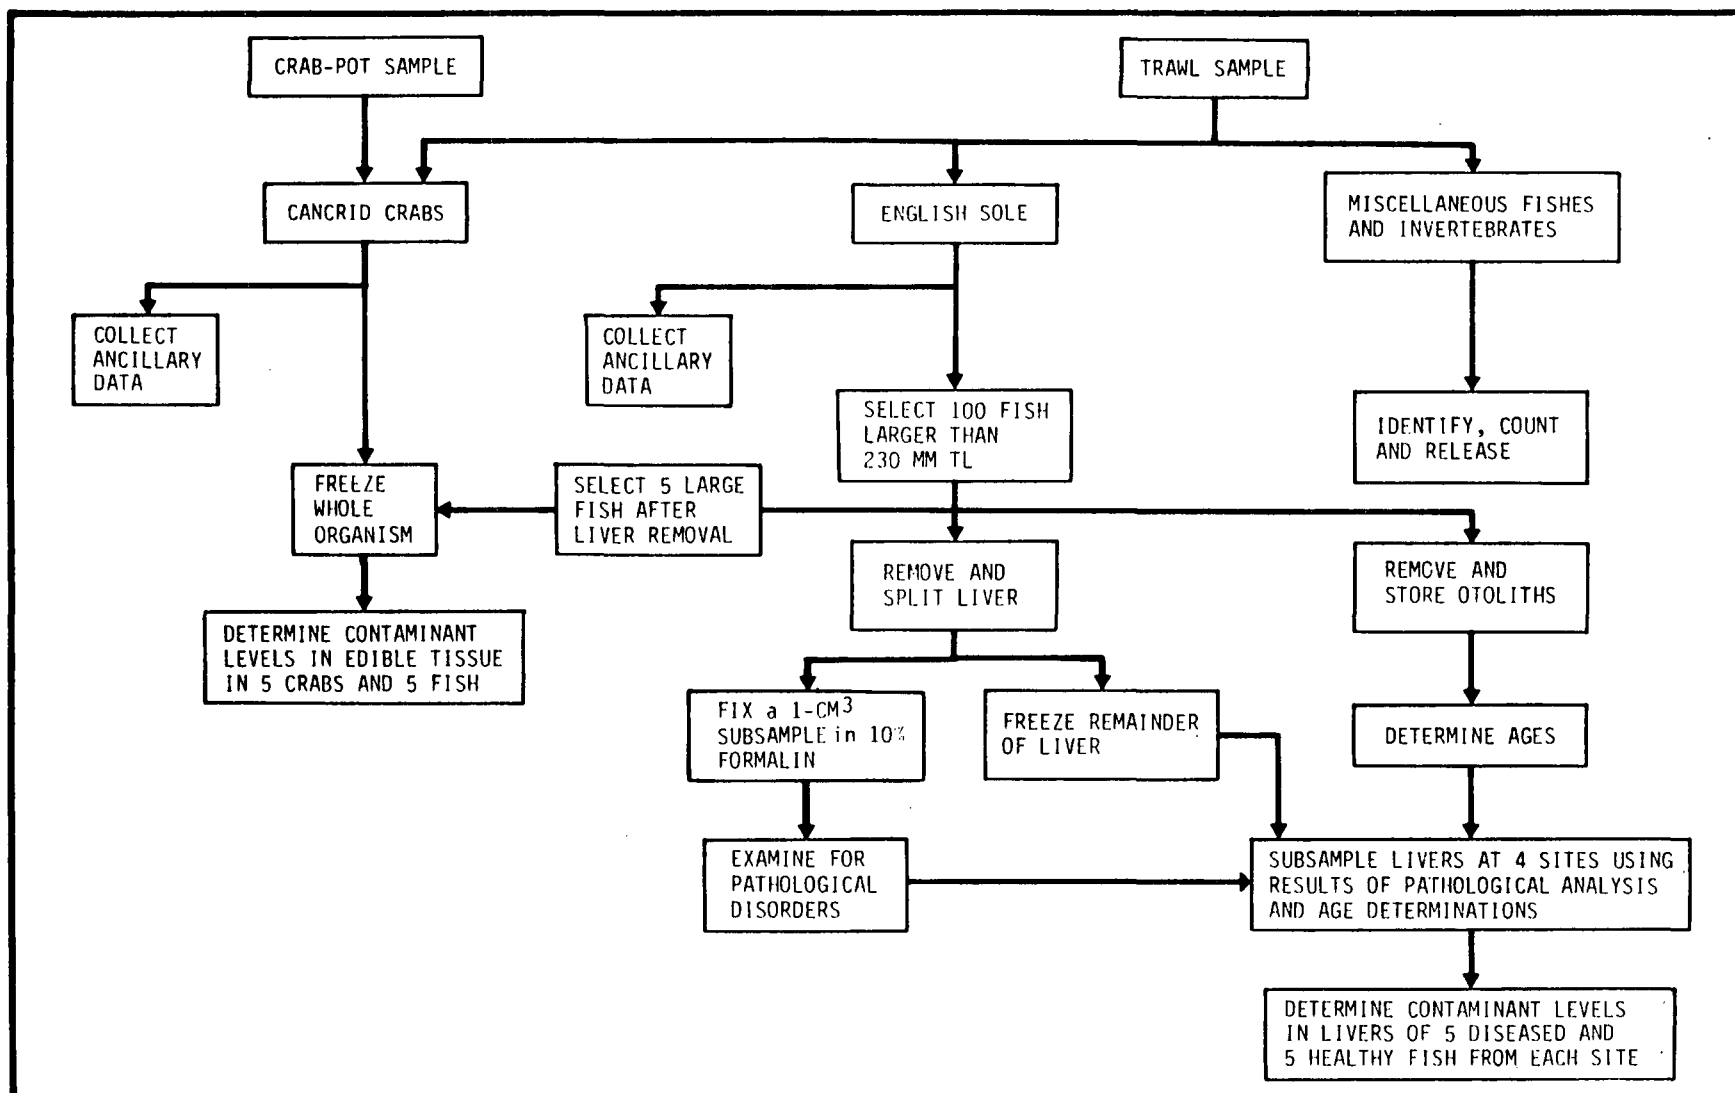 CRAB-POT SAMPLE
TRAWL SAMPLE
CANCRID CRABS
ENGLISH SOLE
MISCELLANEOUS FISHES
AND INVERTEBRATES
COLLECT
ANCILLARY
DATA
COLLECT
ANCILLARY
DATA
SELECT 100 FISH
LARGER THAN
230 MM TL
IDENTIFY, COUNT
AND RELEASE
FREEZE
WHOLE
ORGANISM
SELECT 5 LARGE
FISH AFTER
LIVER REMOVAL
REMOVE AND
SPLIT LIVER
REMOVE AND
STORE OTOLITHS
DETERMINE CONTAMINANT
LEVELS IN EDIBLE TISSUE
IN 5 CRABS AND 5 FISH
FIX a 1-CM³
SUBSAMPLE in 10%
FORMALIN
FREEZE REMAINDER
OF LIVER
DETERMINE AGES
EXAMINE FOR
PATHOLOGICAL
DISORDERS
SUBSAMPLE LIVERS AT 4 SITES USING
RESULTS OF PATHOLOGICAL ANALYSIS
AND AGE DETERMINATIONS
DETERMINE CONTAMINANT LEVELS
IN LIVERS OF 5 DISEASED AND
5 HEALTHY FISH FROM EACH SITE